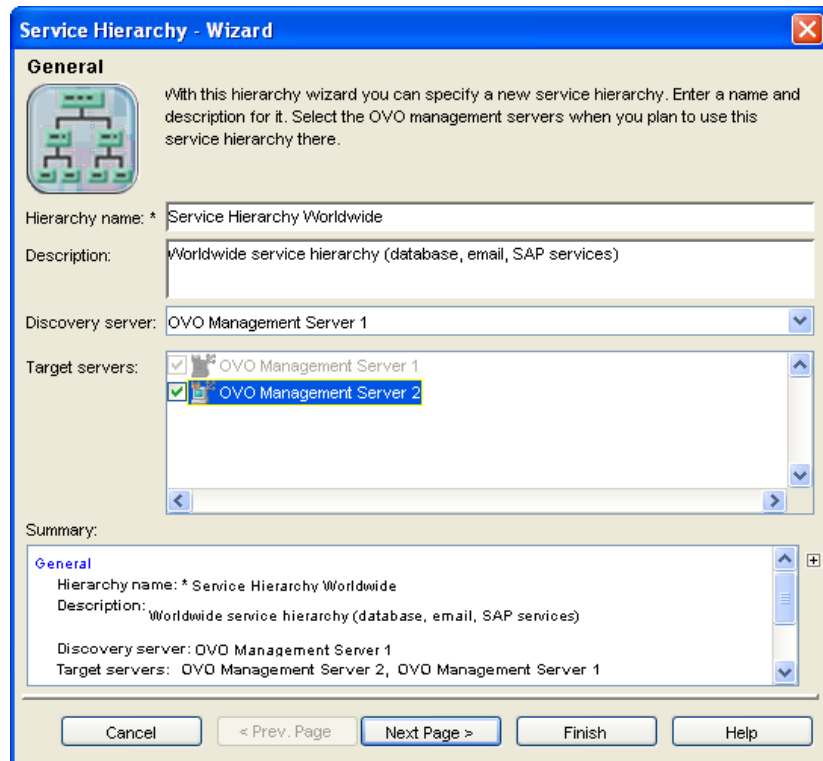 Service Hierarchy - Wizard
General
With this hierarchy wizard you can specify a new service hierarchy. Enter a name and
description for it. Select the OVO management servers when you plan to use this
service hierarchy there.
Hierarchy name: * Service Hierarchy Worldwide
Description: Worldwide service hierarchy (database, email, SAP services)
Discovery server: OVO Management Server 1
Target servers: OVO Management Server 1
OVO Management Server 2
Summary:
General
Hierarchy name: * Service Hierarchy Worldwide
Description: Worldwide service hierarchy (database, email, SAP services)
Discovery server: OVO Management Server 1
Target servers: OVO Management Server 2, OVO Management Server 1
Cancel < Prev. Page Next Page > Finish Help